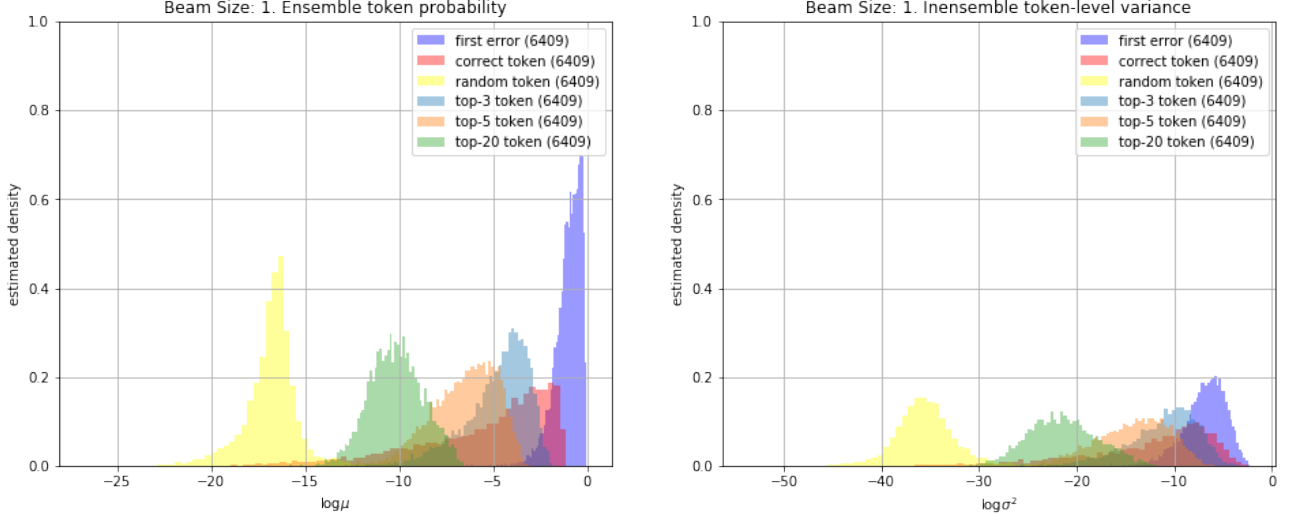 Beam Size: 1. Ensemble token probability
1.0
0.8
0.6
0.4
0.2
0.0
estimated density
first error (6409)
correct token (6409)
random token (6409)
top-3 token (6409)
top-5 token (6409)
top-20 token (6409)
−25 −20 −15 −10 −5 0
log μ
Beam Size: 1. Inensemble token-level variance
1.0
0.8
0.6
0.4
0.2
0.0
estimated density
first error (6409)
correct token (6409)
random token (6409)
top-3 token (6409)
top-5 token (6409)
top-20 token (6409)
−50 −40 −30 −20 −10 0
log σ²